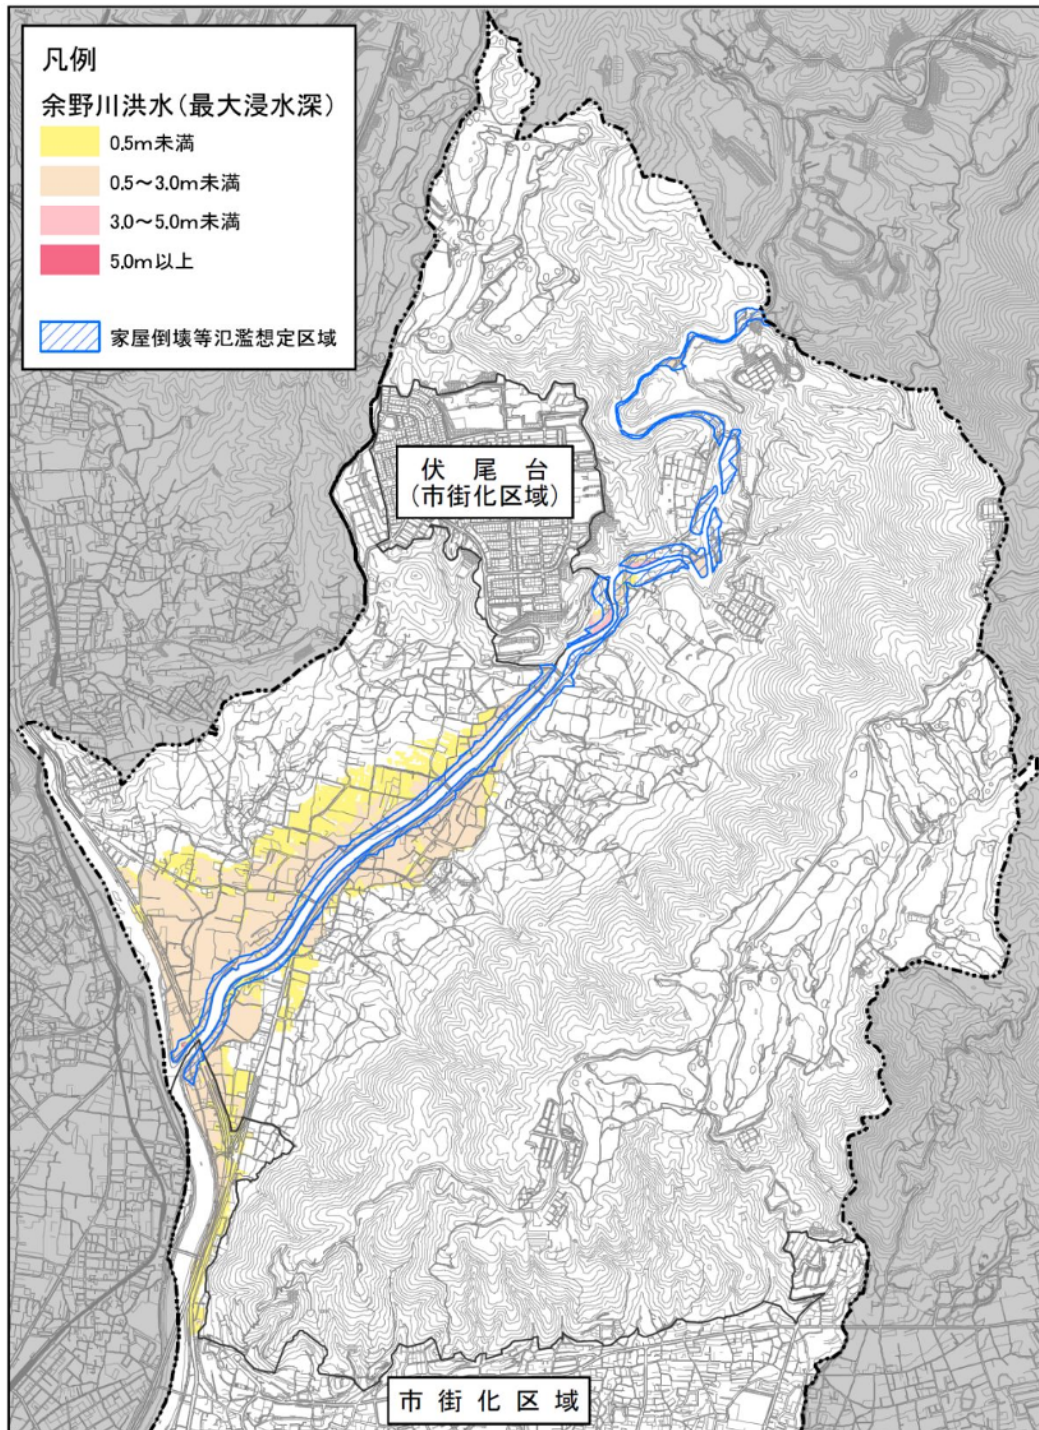 凡例
余野川洪水(最大浸水深)
0.5m未満
0.5～3.0m未満
3.0～5.0m未満
5.0m以上
家屋倒壊等氾濫想定区域
伏尾台
(市街化区域)
市街化区域